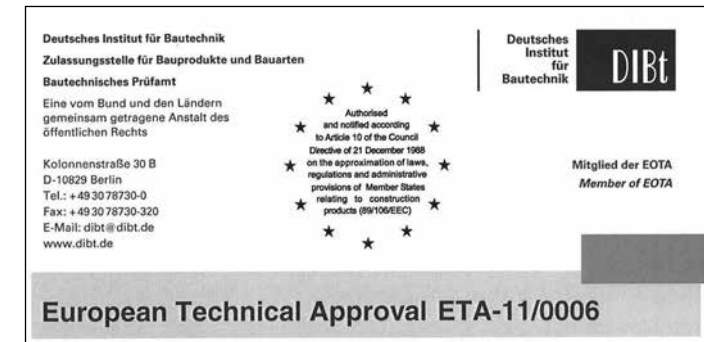 Deutsches Institut für Bautechnik
Zulassungsstelle für Bauprodukte und Bauarten
Bautechnisches Prüfamt
Eine vom Bund und den Ländern
gemeinsam getragene Anstalt des
öffentlichen Rechts
Kolonnenstraße 30 B
D-10829 Berlin
Tel.: +49 30 78730-0
Fax: +49 30 78730-320
E-Mail: dibt@dibt.de
www.dibt.de
Authorised
and notified according
to Article 10 of the Council
Directive of 21 December 1988
on the approximation of laws,
regulations and administrative
provisions of Member States
relating to construction
products (89/106/EEC)
Deutsches
Institut
für
Bautechnik
DIBt
Mitglied der EOTA
Member of EOTA
European Technical Approval ETA-11/0006